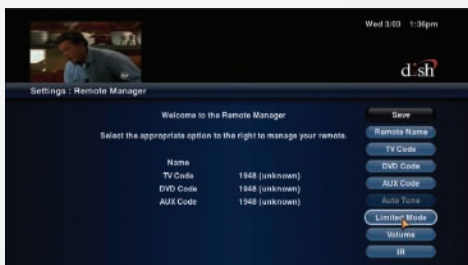 Wed 3/03 1:36pm
dish
Settings : Remote Manager
Welcome to the Remote Manager
Select the appropriate option to the right to manage your remote.
Name
TV Code 1948 (unknown)
DVD Code 1948 (unknown)
AUX Code 1948 (unknown)
Save
Remote Name
TV Code
DVD Code
AUX Code
Auto Tune
Limited Mode
Volume